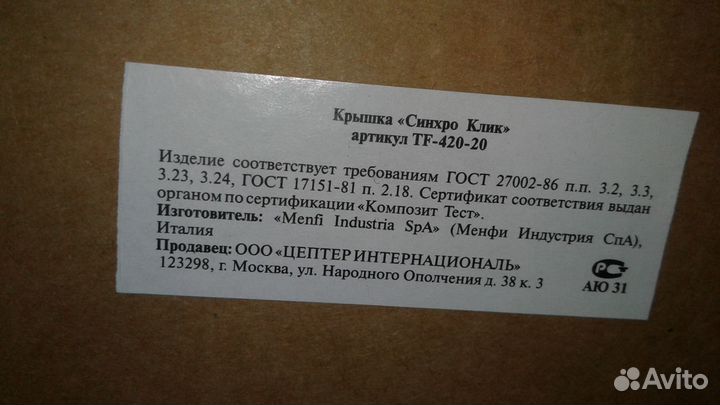 Крышка «Синхро Клик»
артикул TF-420-20
Изделие соответствует требованиям ГОСТ 27002-86 п.п. 3.2, 3.3,
3.23, 3.24, ГОСТ 17151-81 п. 2.18. Сертификат соответствия выдан
органом по сертификации «Композит Тест».
Изготовитель: «Menfi Industria SpA» (Менфи Индустрия СпА),
Италия
Продавец: ООО «ЦЕПТЕР ИНТЕРНАЦИОНАЛЬ»
123298, г. Москва, ул. Народного Ополчения д. 38 к. 3
АЮ 31
Avito